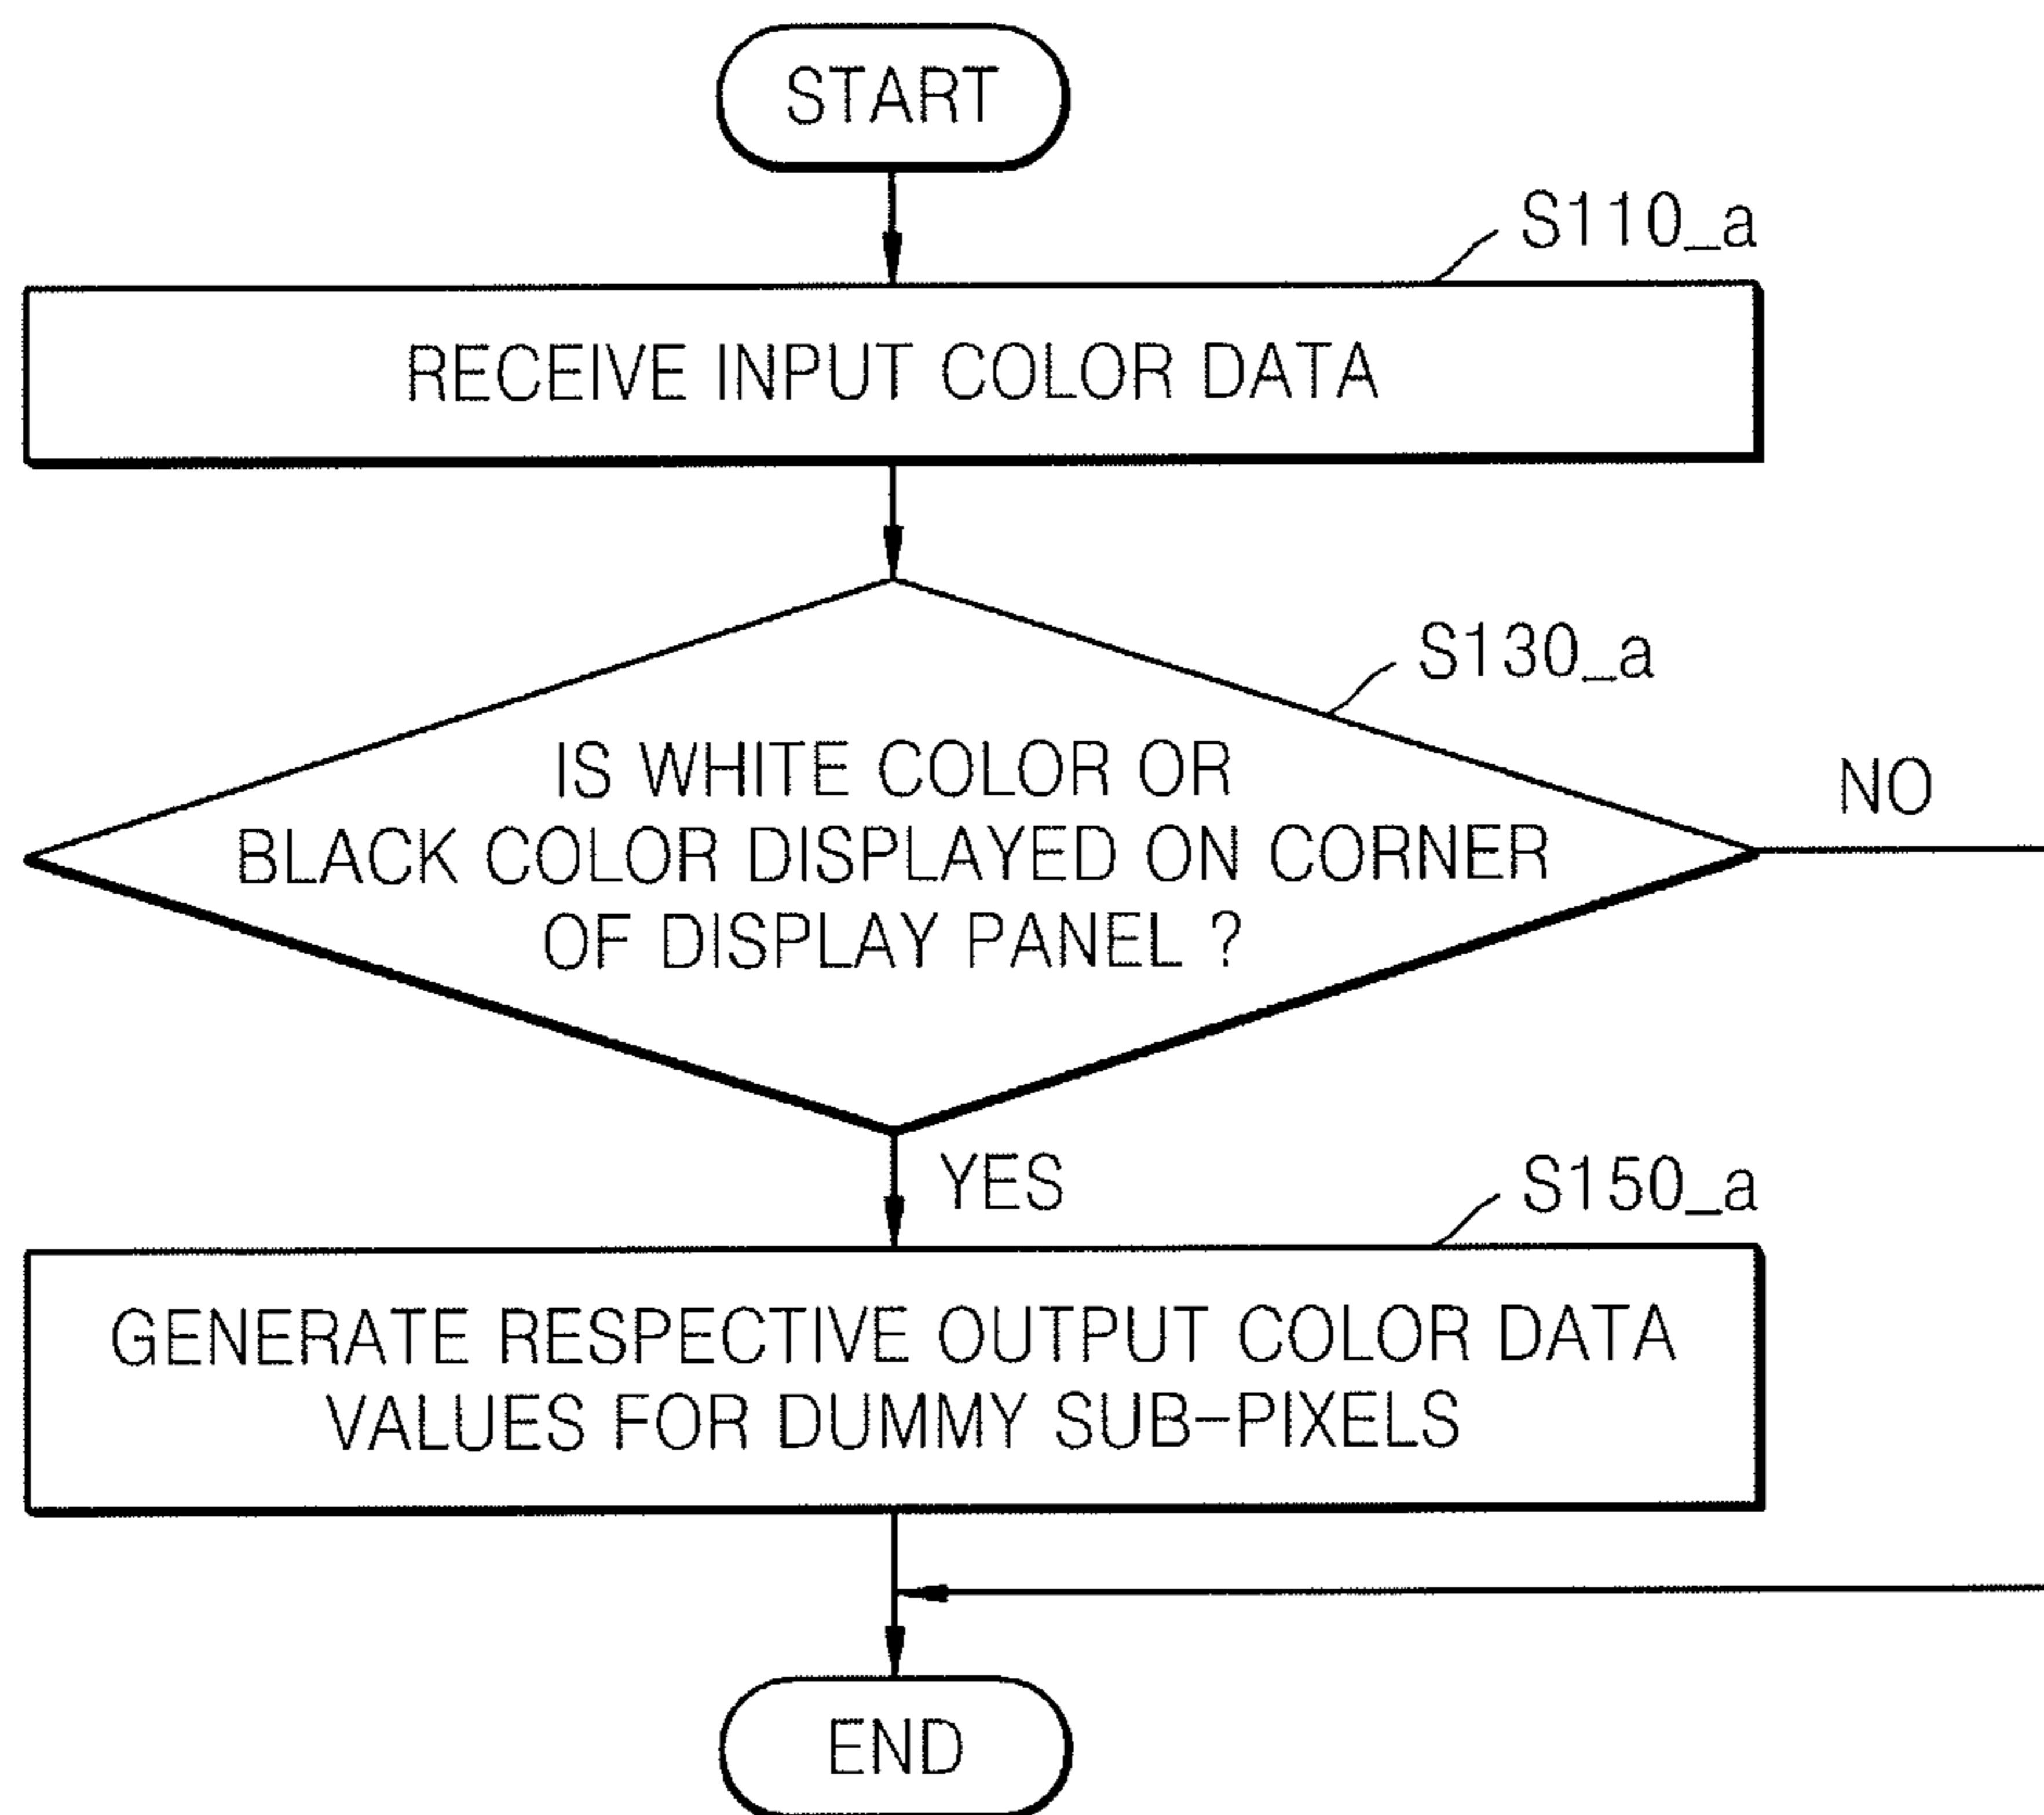 START
S110_a
RECEIVE INPUT COLOR DATA
S130_a
IS WHITE COLOR OR
BLACK COLOR DISPLAYED ON CORNER
OF DISPLAY PANEL ?
NO
YES
S150_a
GENERATE RESPECTIVE OUTPUT COLOR DATA
VALUES FOR DUMMY SUB-PIXELS
END